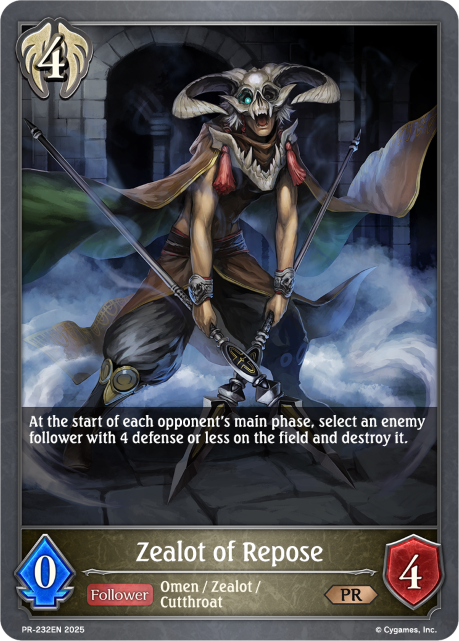 4
At the start of each opponent's main phase, select an enemy
follower with 4 defense or less on the field and destroy it.
Zealot of Repose
0
Follower
Omen / Zealot /
Cutthroat
PR
4
PR-232EN 2025
© Cygames, Inc.